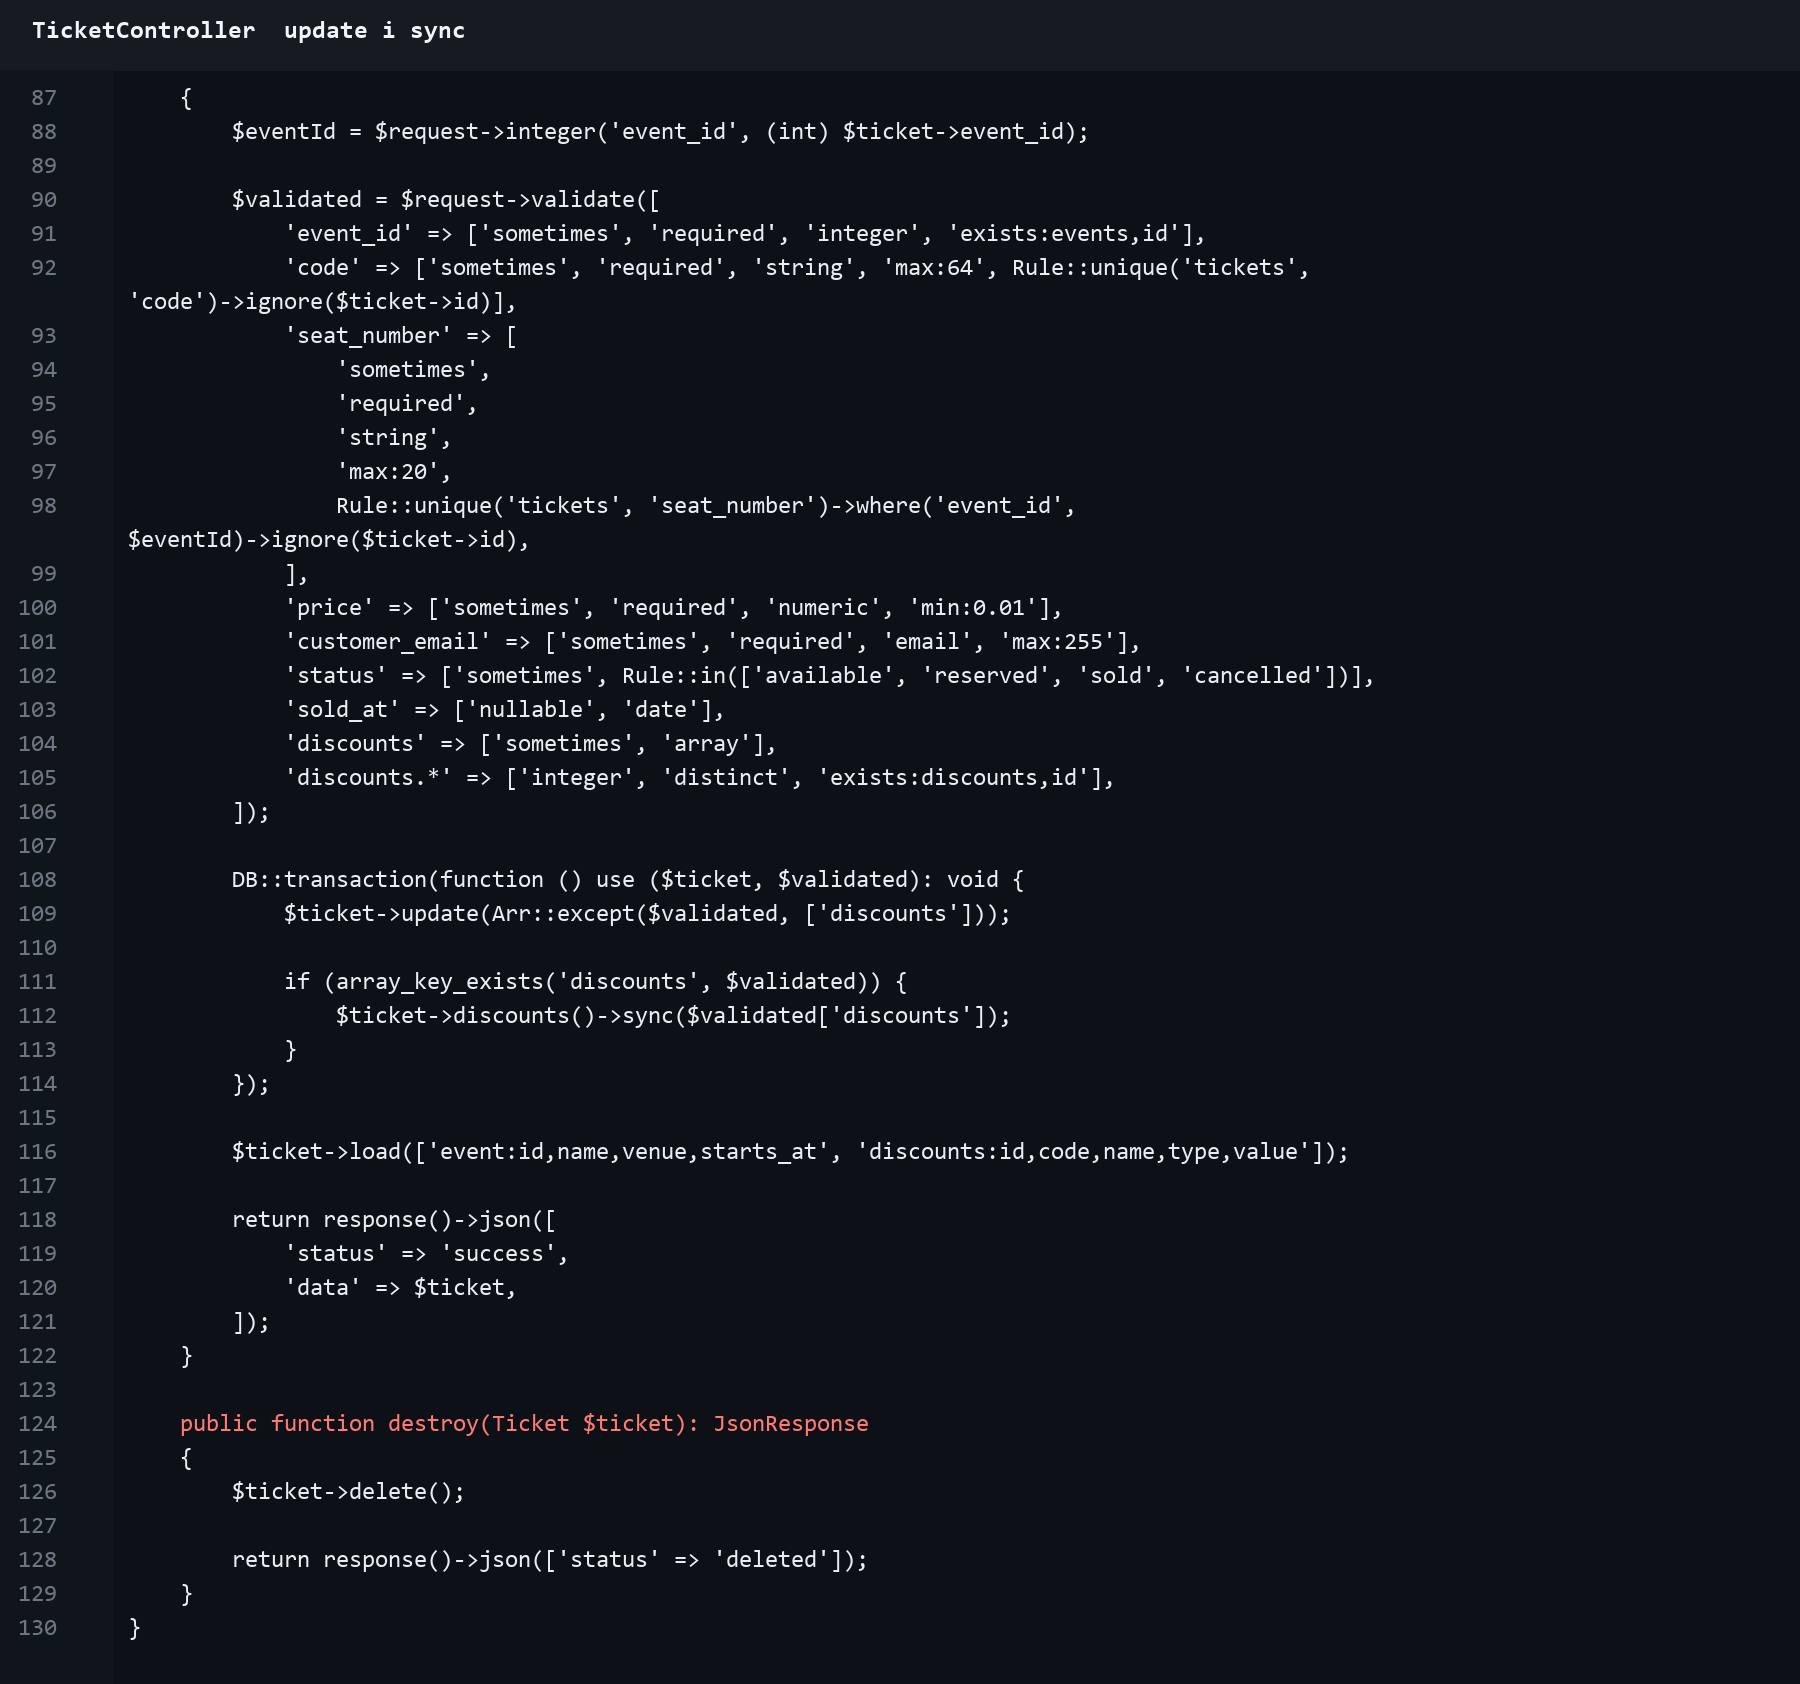 TicketController  update i sync
87     {
88         $eventId = $request->integer('event_id', (int) $ticket->event_id);
89
90         $validated = $request->validate([
91             'event_id' => ['sometimes', 'required', 'integer', 'exists:events,id'],
92             'code' => ['sometimes', 'required', 'string', 'max:64', Rule::unique('tickets',
'code')->ignore($ticket->id)],
93             'seat_number' => [
94                 'sometimes',
95                 'required',
96                 'string',
97                 'max:20',
98                 Rule::unique('tickets', 'seat_number')->where('event_id',
$eventId)->ignore($ticket->id),
99             ],
100             'price' => ['sometimes', 'required', 'numeric', 'min:0.01'],
101             'customer_email' => ['sometimes', 'required', 'email', 'max:255'],
102             'status' => ['sometimes', Rule::in(['available', 'reserved', 'sold', 'cancelled'])],
103             'sold_at' => ['nullable', 'date'],
104             'discounts' => ['sometimes', 'array'],
105             'discounts.*' => ['integer', 'distinct', 'exists:discounts,id'],
106         ]);
107
108         DB::transaction(function () use ($ticket, $validated): void {
109             $ticket->update(Arr::except($validated, ['discounts']));
110
111             if (array_key_exists('discounts', $validated)) {
112                 $ticket->discounts()->sync($validated['discounts']);
113             }
114         });
115
116         $ticket->load(['event:id,name,venue,starts_at', 'discounts:id,code,name,type,value']);
117
118         return response()->json([
119             'status' => 'success',
120             'data' => $ticket,
121         ]);
122     }
123
124     public function destroy(Ticket $ticket): JsonResponse
125     {
126         $ticket->delete();
127
128         return response()->json(['status' => 'deleted']);
129     }
130 }